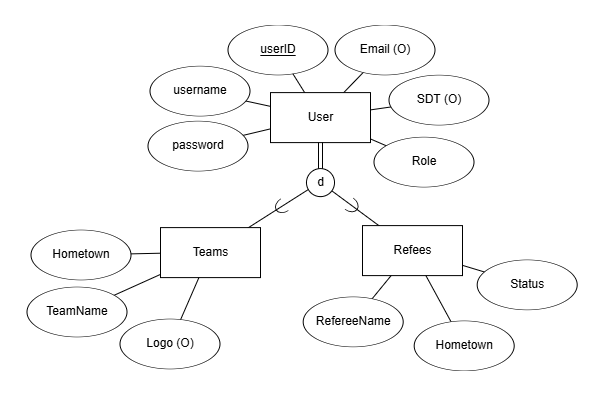 userID
Email (O)
username
SDT (O)
User
password
Role
d
Hometown
Teams
Refees
Status
TeamName
RefereeName
Logo (O)
Hometown